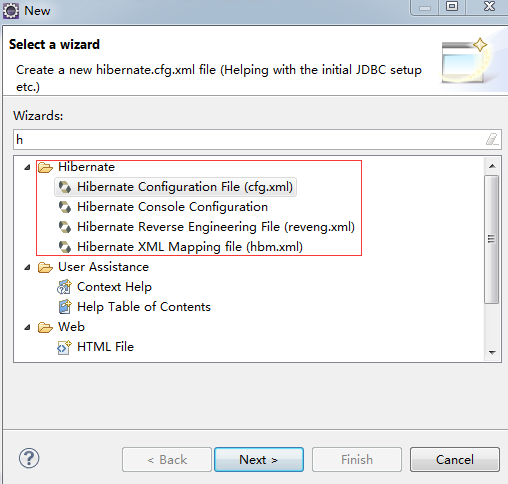 New
Select a wizard
Create a new hibernate.cfg.xml file (Helping with the initial JDBC setup
etc.)
Wizards:
h
Hibernate
Hibernate Configuration File (cfg.xml)
Hibernate Console Configuration
Hibernate Reverse Engineering File (reveng.xml)
Hibernate XML Mapping file (hbm.xml)
User Assistance
Context Help
Help Table of Contents
Web
HTML File
< Back
Next >
Finish
Cancel